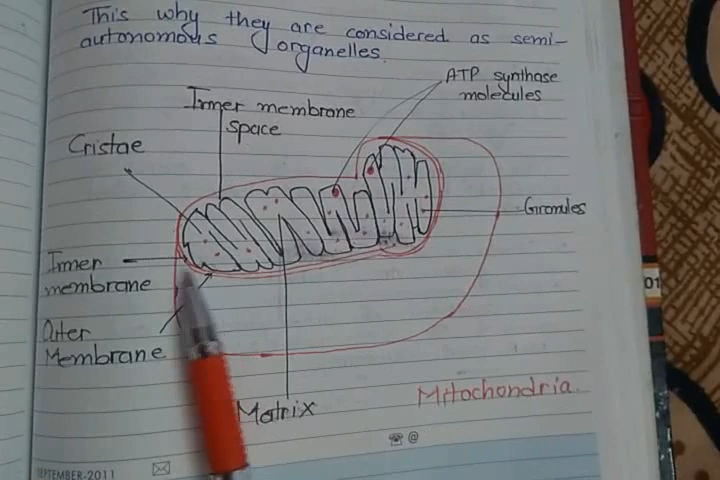 This why they are considered as semi-
autonomous organelles.
ATP synthase
molecules
Inner membrane
space
Cristae
Granules
Inner
membrane
Outer
Membrane
Matrix
Mitochondria
@
SEPTEMBER-2011
01